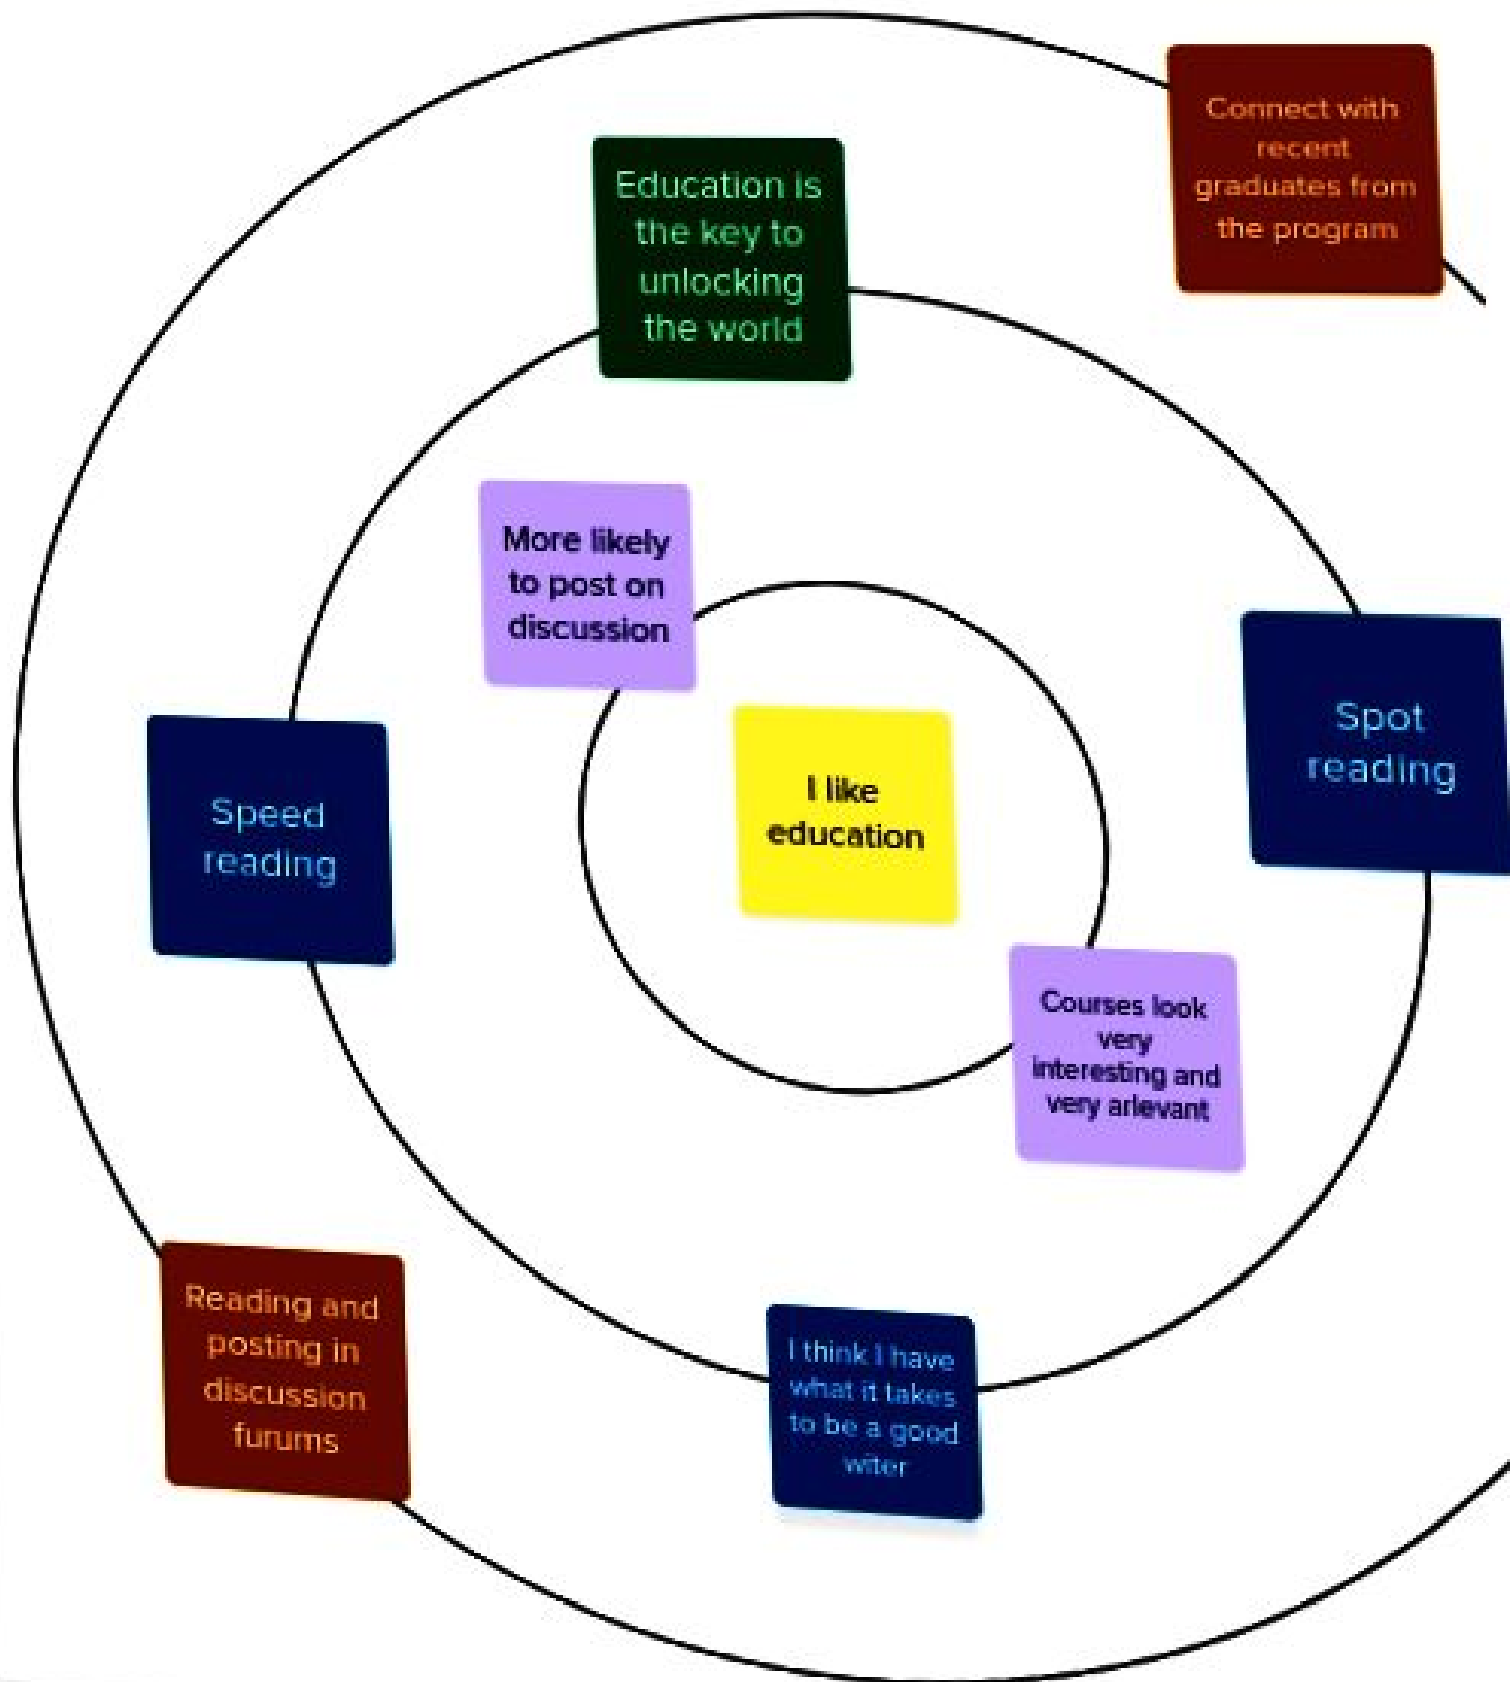 Connect with
recent
graduates from
the program
Education is
the key to
unlocking
the world
More likely
to post on
discussion
Spot
reading
Speed
reading
I like
education
Courses look
very
interesting and
very arlevant
Reading and
posting in
discussion
furums
I think I have
what it takes
to be a good
witer